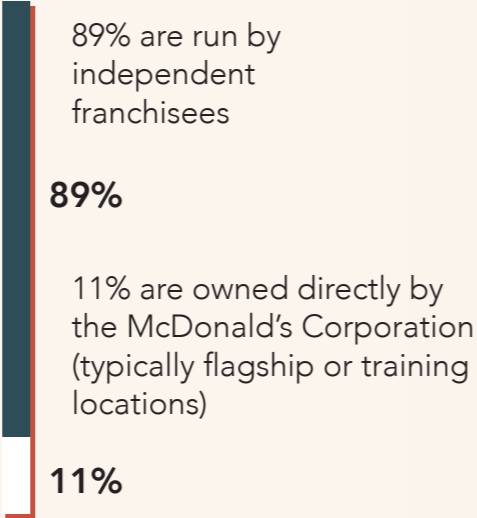 89% are run by
independent
franchisees
89%
11% are owned directly by
the McDonald’s Corporation
(typically flagship or training
locations)
11%